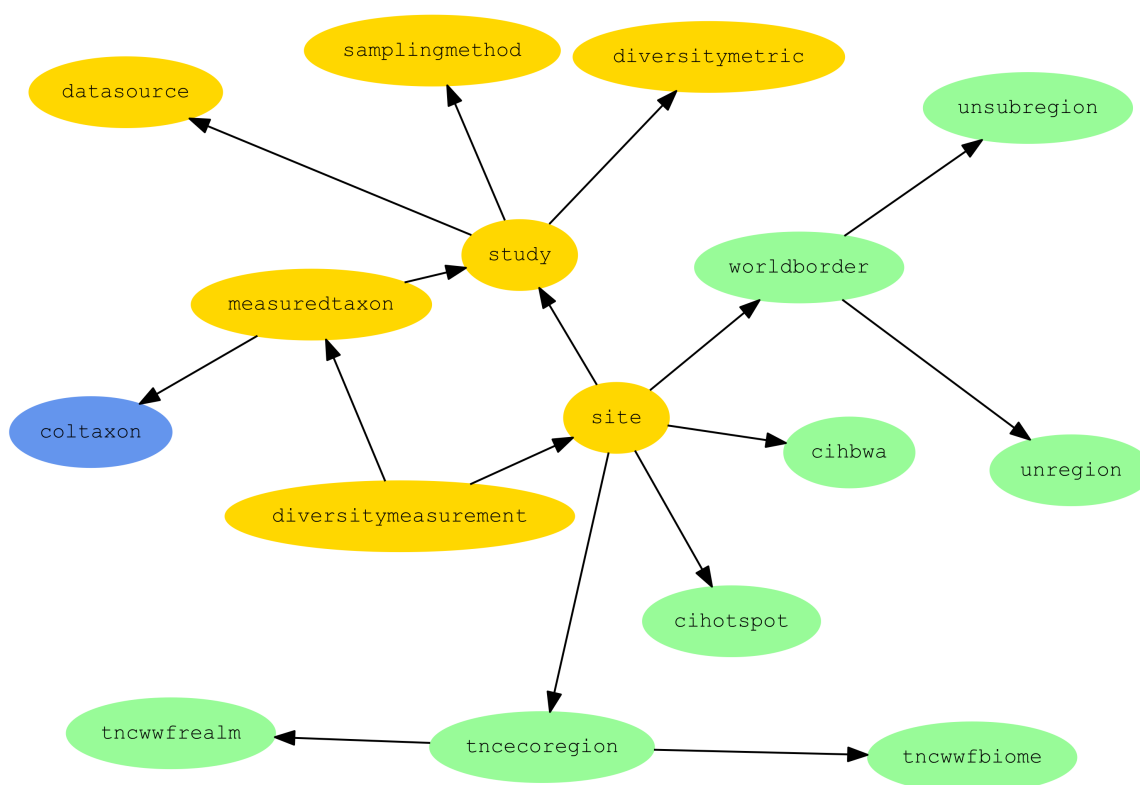 samplingmethod
diversitymetric
datasource
unsubregion
study
worldborder
measuredtaxon
site
coltaxon
cihbwa
unregion
diversitymeasurement
cihotspot
tncwwfrealm
tncecoregion
tncwwfbiome